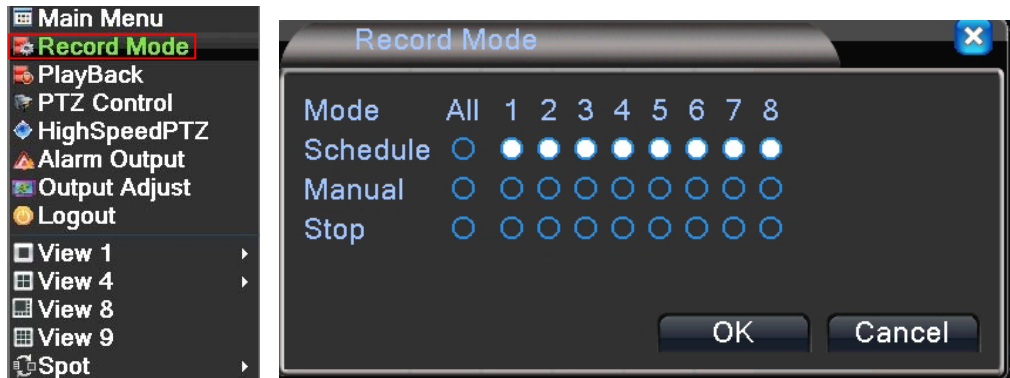 Main Menu
Record Mode
PlayBack
PTZ Control
HighSpeedPTZ
Alarm Output
Output Adjust
Logout
View 1
View 4
View 8
View 9
Spot
Record Mode
Mode All 1 2 3 4 5 6 7 8
Schedule
Manual
Stop
OK Cancel